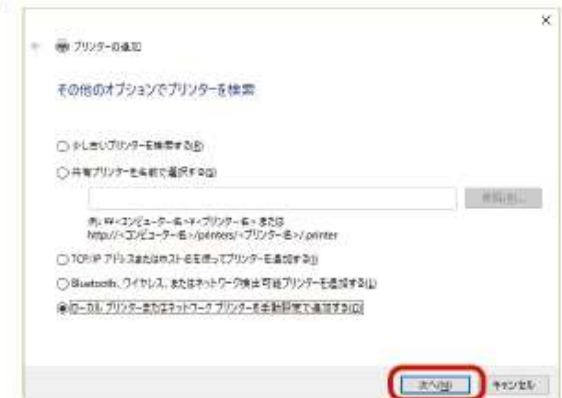 プリンターの追加
その他のオプションでプリンターを検索
少し古いプリンターを検索する(R)
共有プリンターを名前で選択する(S)
参照(R)...
例: ¥¥<コンピューター名>¥<プリンター名> または
http://<コンピューター名>/printers/<プリンター名>/.printer
TCP/IP アドレスまたはホスト名を使ってプリンターを追加する(I)
Bluetooth、ワイヤレス、またはネットワーク検出可能プリンターを追加する(L)
ローカル プリンターまたはネットワーク プリンターを手動設定で追加する(O)
次へ(N)
キャンセル